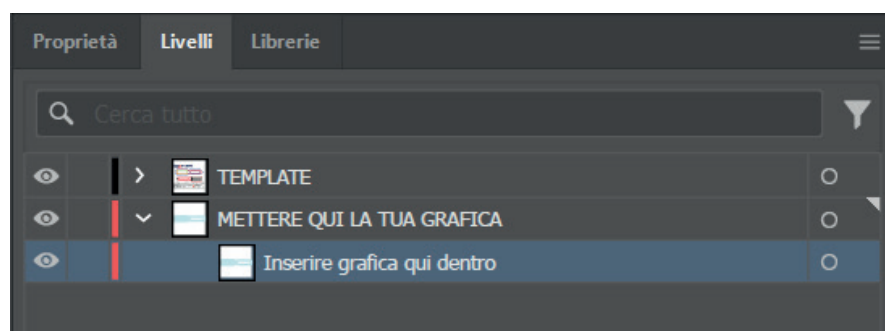 Proprietà Livelli Librerie
Cerca tutto
TEMPLATE
METTERE QUI LA TUA GRAFICA
Inserire grafica qui dentro